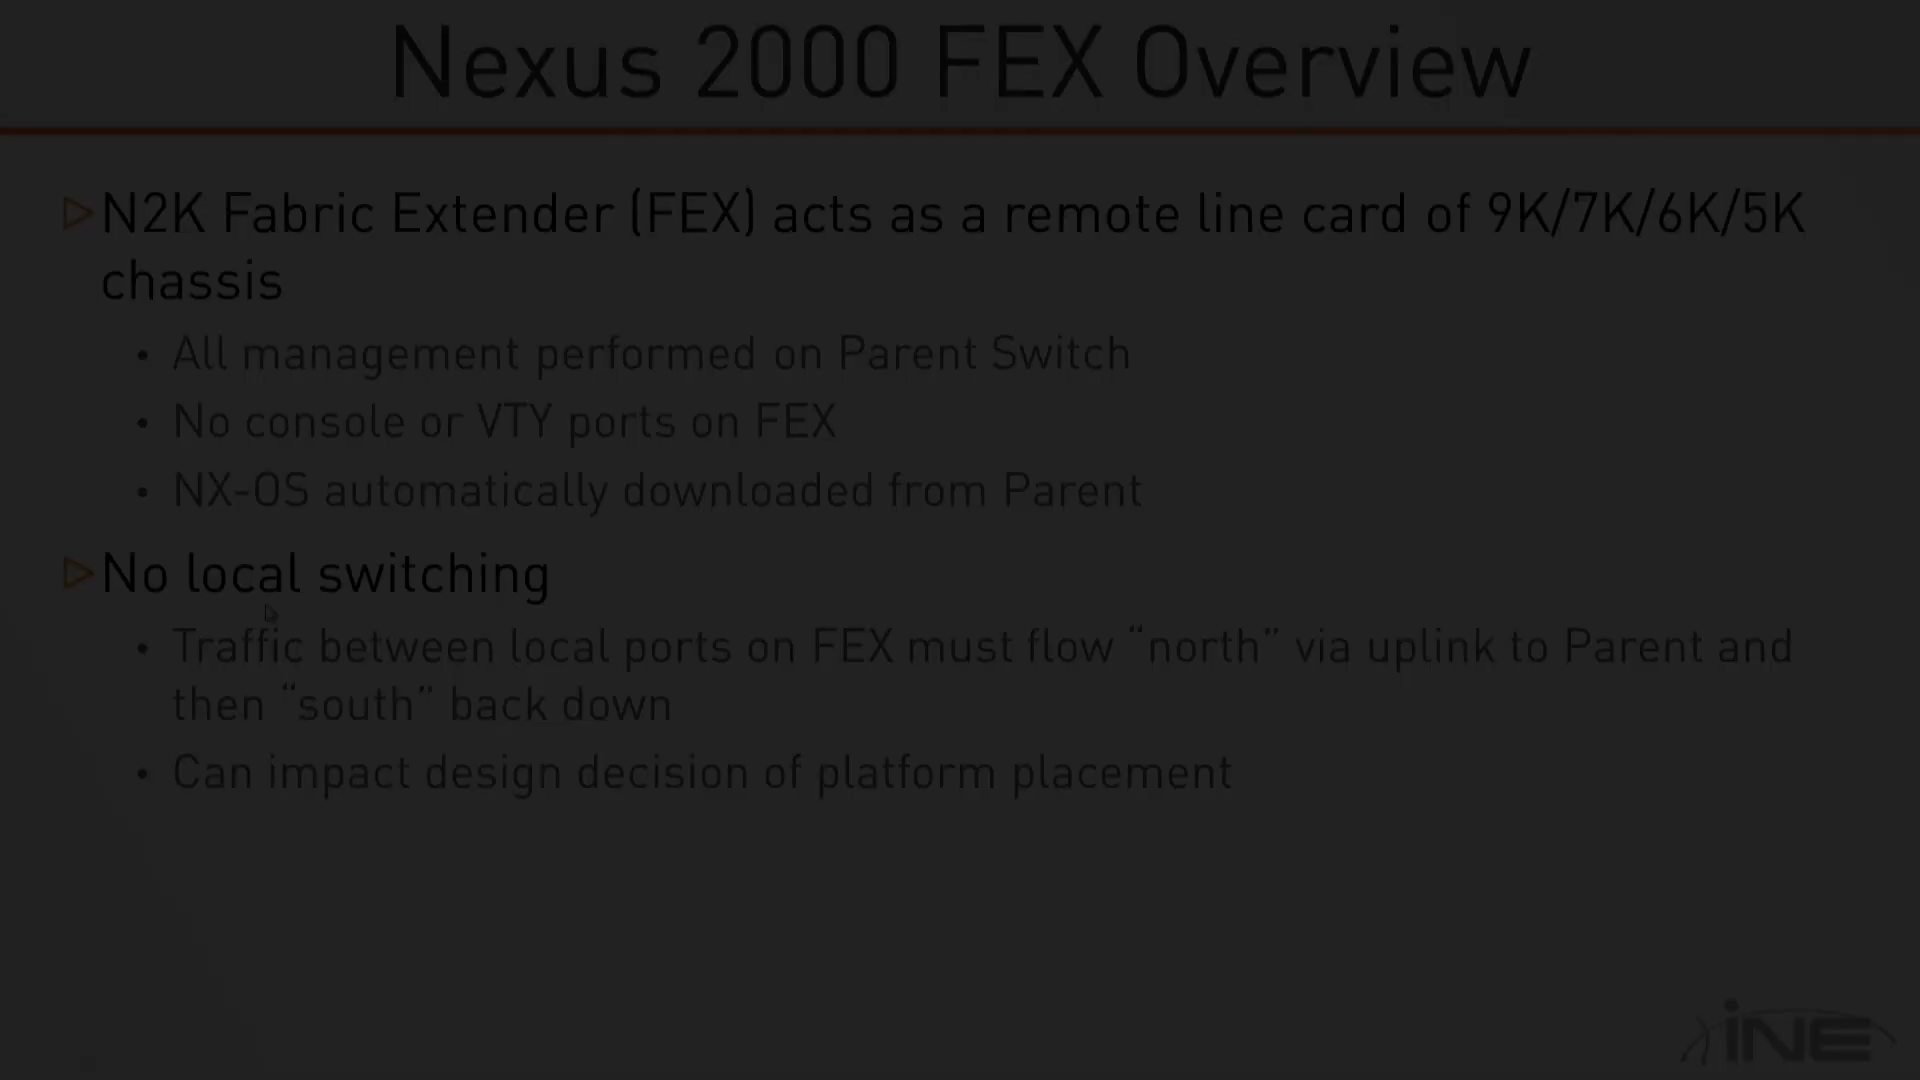 Nexus 2000 FEX Overview
N2K Fabric Extender (FEX) acts as a remote line card of 9K/7K/6K/5K
chassis
• All management performed on Parent Switch
• No console or VTY ports on FEX
• NX-OS automatically downloaded from Parent
No local switching
• Traffic between local ports on FEX must flow “north” via uplink to Parent and
then “south” back down
• Can impact design decision of platform placement
iNE